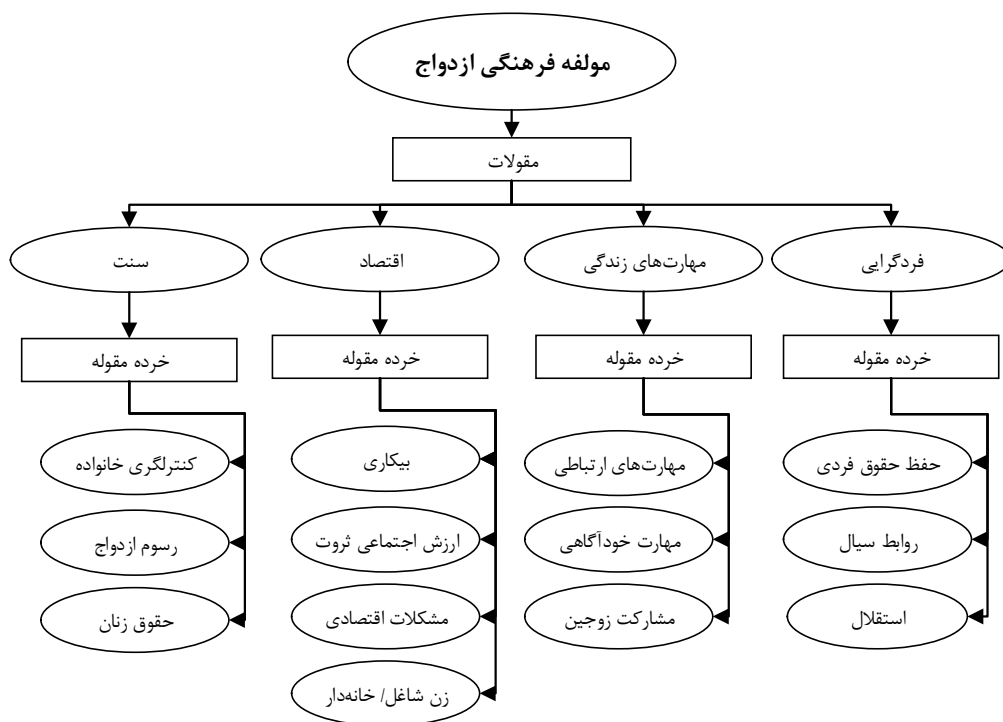 مولفه فرهنگی ازدواج
مقولات
فردگرایی
مهارت‌های زندگی
اقتصاد
سنت
خرده مقوله
خرده مقوله
خرده مقوله
خرده مقوله
حفظ حقوق فردی
روابط سیال
استقلال
مهارت‌های ارتباطی
مهارت خودآگاهی
مشارکت زوجین
بیکاری
ارزش اجتماعی ثروت
مشکلات اقتصادی
زن شاغل/ خانه‌دار
کنترلگری خانواده
رسوم ازدواج
حقوق زنان